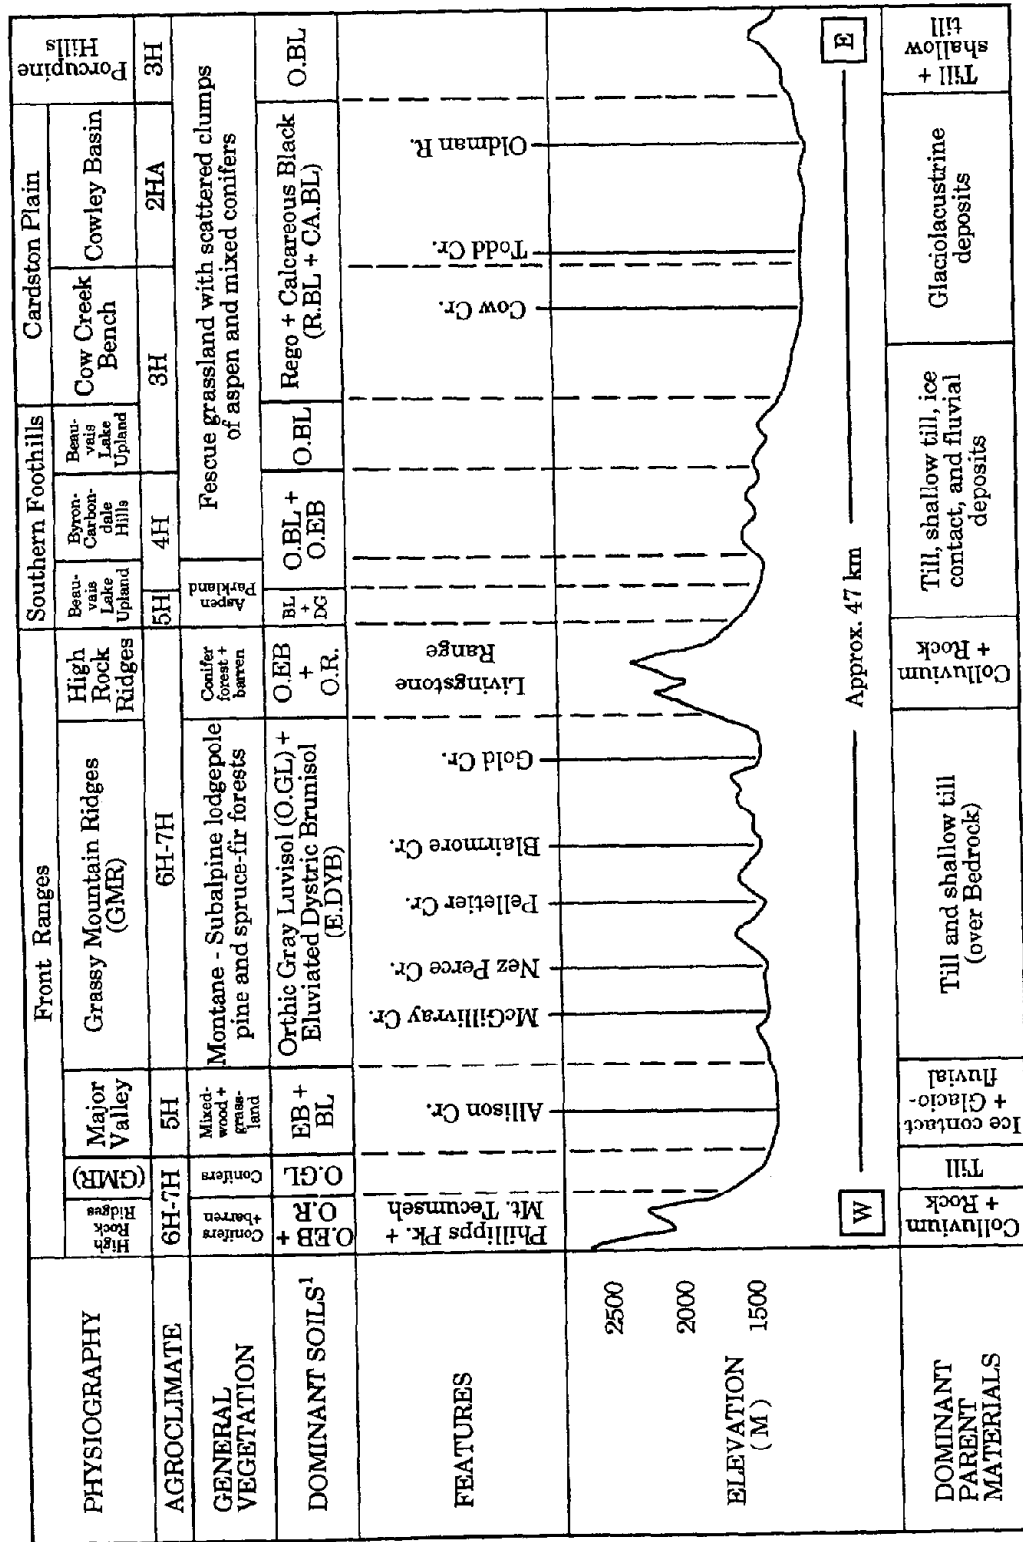 PHYSIOGRAPHY
Front Ranges
Southern Foothills
Cardston Plain
Porcupine
Hills
High
Rock
Ridges
(GMR)
Major
Valley
Grassy Mountain Ridges
(GMR)
High
Rock
Ridges
Beau-
vais
Lake
Upland
Byron-
Carbon-
dale
Hills
Beau-
vais
Lake
Upland
Cow Creek
Bench
Cowley Basin
AGROCLIMATE
6H-7H
5H
6H-7H
5H
4H
3H
2HA
3H
GENERAL
VEGETATION
Conifers
+barren
Conifers
Mixed-
wood +
grass-
land
Montane - Subalpine lodgepole
pine and spruce-fir forests
Conifer
forest +
barren
Aspen
Parkland
Fescue grassland with scattered clumps
of aspen and mixed conifers
DOMINANT SOILS¹
O.EB +
O.R
O.GL
EB +
BL
Orthic Gray Luvisol (O.GL) +
Eluviated Dystric Brunisol
(E.DYB)
O.EB
+
O.R.
BL
+
DG
O.BL +
O.EB
O.BL
Rego + Calcareous Black
(R.BL + CA.BL)
O.BL
FEATURES
Phillipps Pk. +
Mt. Tecumseh
Allison Cr.
McGillivray Cr.
Nez Perce Cr.
Pelletier Cr.
Blairmore Cr.
Gold Cr.
Livingstone
Range
Cow Cr.
Todd Cr.
Oldman R.
ELEVATION
(M)
2500
2000
1500
W
Approx. 47 km
E
DOMINANT
PARENT
MATERIALS
Colluvium
+ Rock
Till
Ice contact
+ Glacio-
fluvial
Till and shallow till
(over Bedrock)
Colluvium
+ Rock
Till, shallow till, ice
contact, and fluvial
deposits
Glaciolacustrine
deposits
Till +
shallow
till